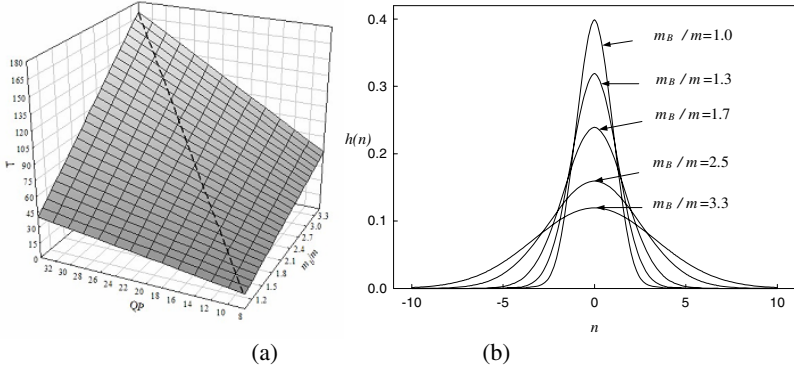 180
165
150
135
120
105
90
75
60
45
30
15
0
T
32 30 28 26 24 22 20 18 16 14 12 10 8
QP
1.2
1.5
1.8
2.1
2.4
2.7
3.0
3.3
(a)
0.4
0.3
0.2
0.1
0.0
h(n)
m_B / m=1.0
m_B / m=1.3
m_B / m=1.7
m_B / m=2.5
m_B / m=3.3
-10 -5 0 5 10
n
(b)